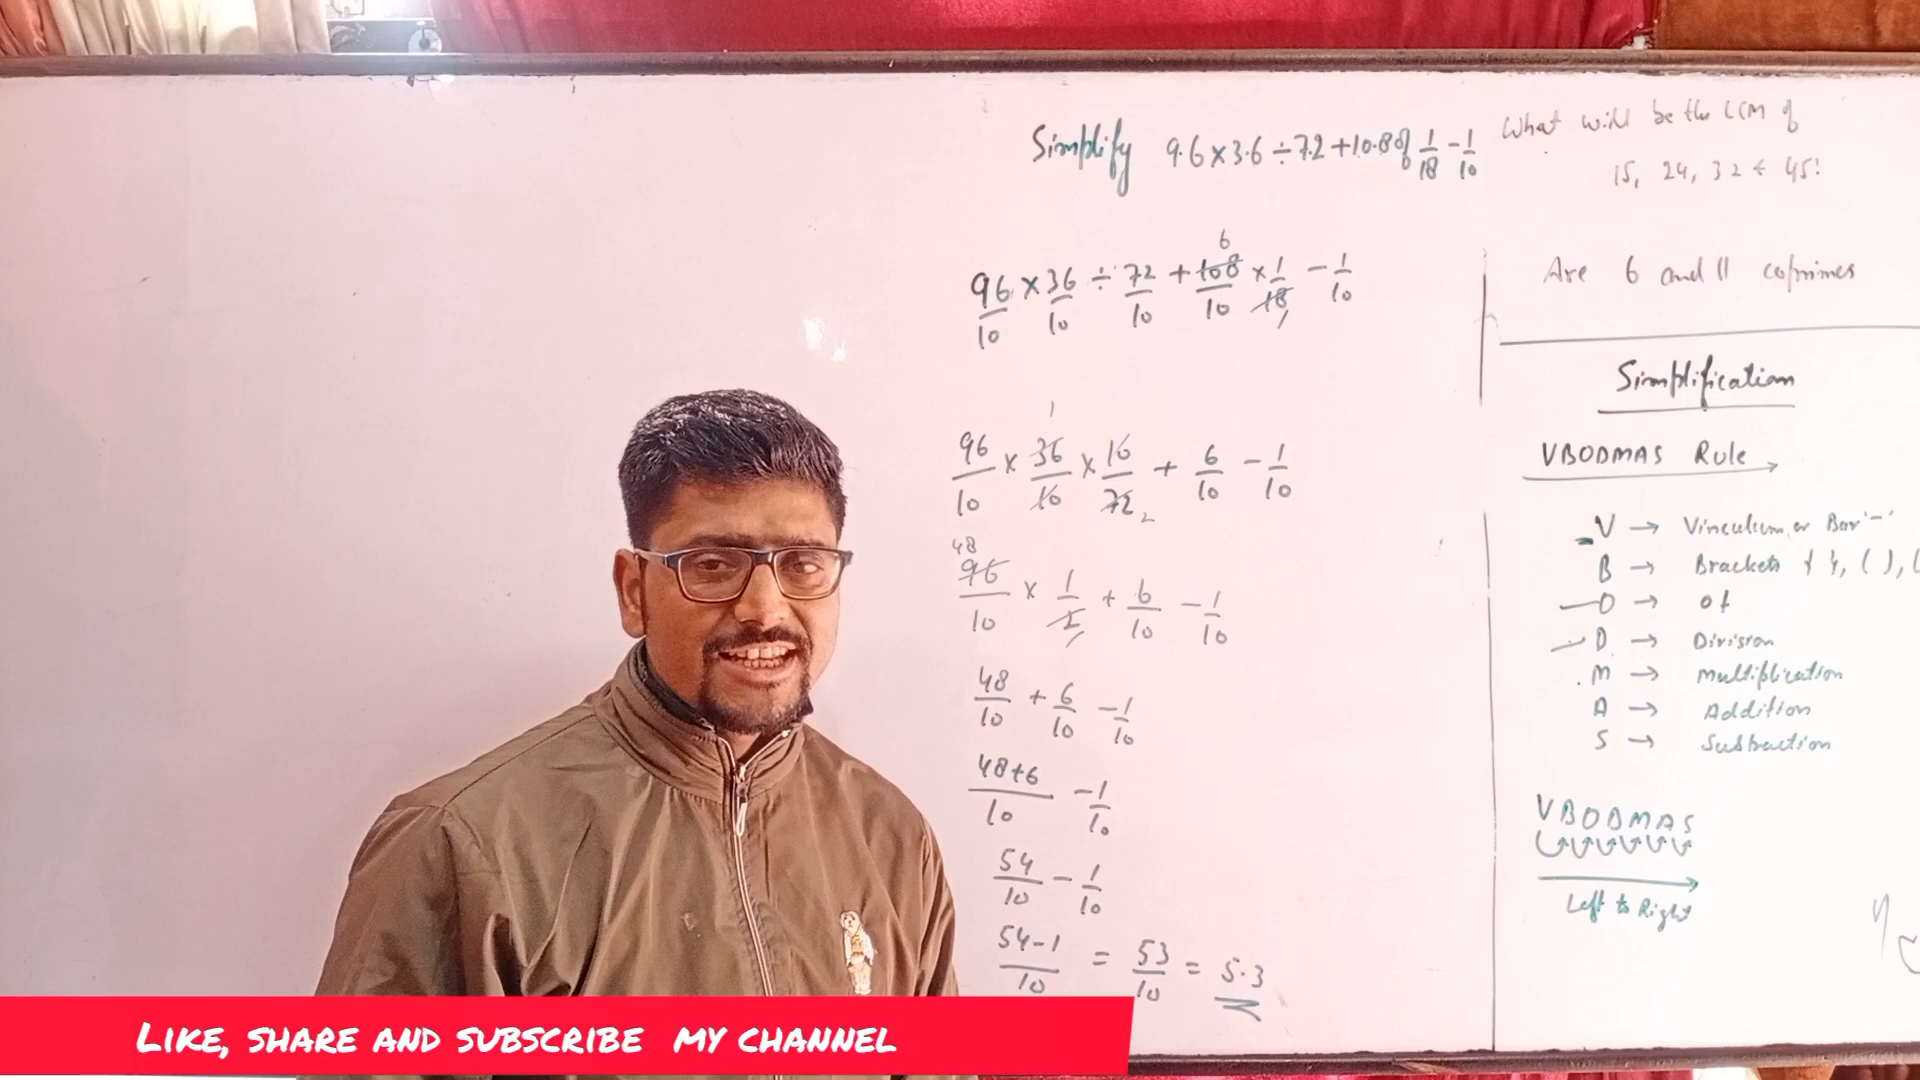 Simplify 9.6×3.6÷7.2+10.8 of 1/18 - 1/10
96/10 × 36/10 ÷ 72/10 + 108/10 × 1/18 - 1/10
6
1
96/10 × 36/10 × 10/72 + 6/10 - 1/10
2
48
96/10 × 1/2 + 6/10 - 1/10
48/10 + 6/10 - 1/10
48+6/10 - 1/10
54/10 - 1/10
54-1/10 = 53/10 = 5.3
What will be the LCM of
15, 24, 32 & 45?
Are 6 and 11 coprimes
Simplification
VBODMAS Rule
V → Vinculum or Bar '-'
B → Brackets { }, ( ), [
O → of
D → Division
M → Multiplication
A → Addition
S → Subtraction
VBODMAS
Left to Right
LIKE, SHARE AND SUBSCRIBE MY CHANNEL